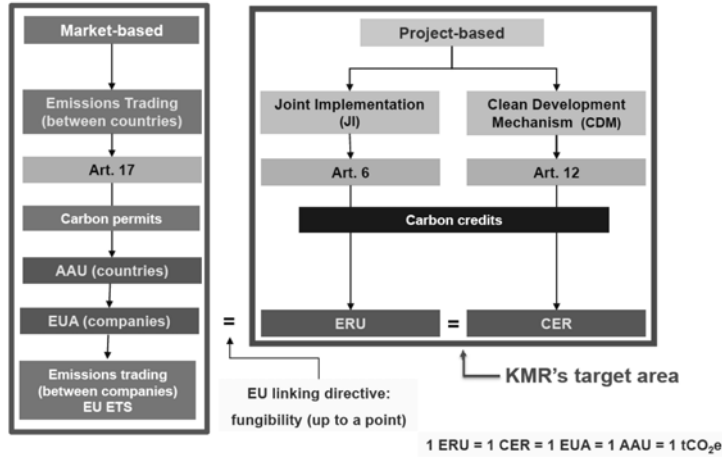 Market-based
Emissions Trading
(between countries)
Art. 17
Carbon permits
AAU (countries)
EUA (companies)
Emissions trading
(between companies)
EU ETS
Project-based
Joint Implementation
(JI)
Clean Development
Mechanism (CDM)
Art. 6
Art. 12
Carbon credits
=
ERU
=
CER
EU linking directive:
fungibility (up to a point)
KMR's target area
1 ERU = 1 CER = 1 EUA = 1 AAU = 1 tCO₂e